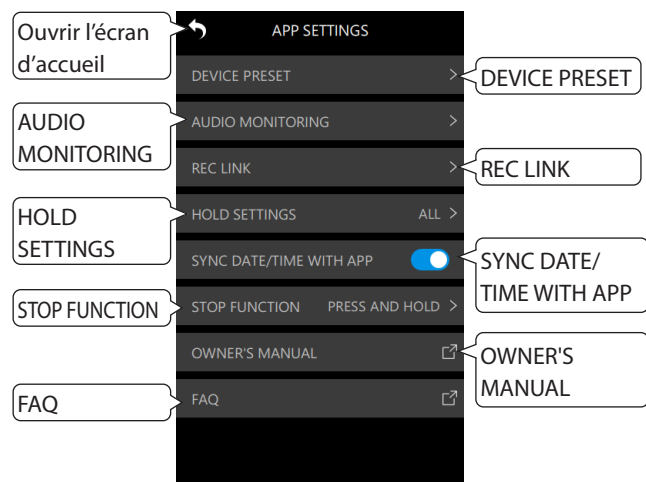 Ouvrir l’écran
d’accueil
APP SETTINGS
DEVICE PRESET
DEVICE PRESET
AUDIO
MONITORING
AUDIO MONITORING
REC LINK
REC LINK
HOLD
SETTINGS
HOLD SETTINGS ALL
SYNC DATE/TIME WITH APP
SYNC DATE/
TIME WITH APP
STOP FUNCTION
STOP FUNCTION PRESS AND HOLD
OWNER'S MANUAL
OWNER'S
MANUAL
FAQ
FAQ